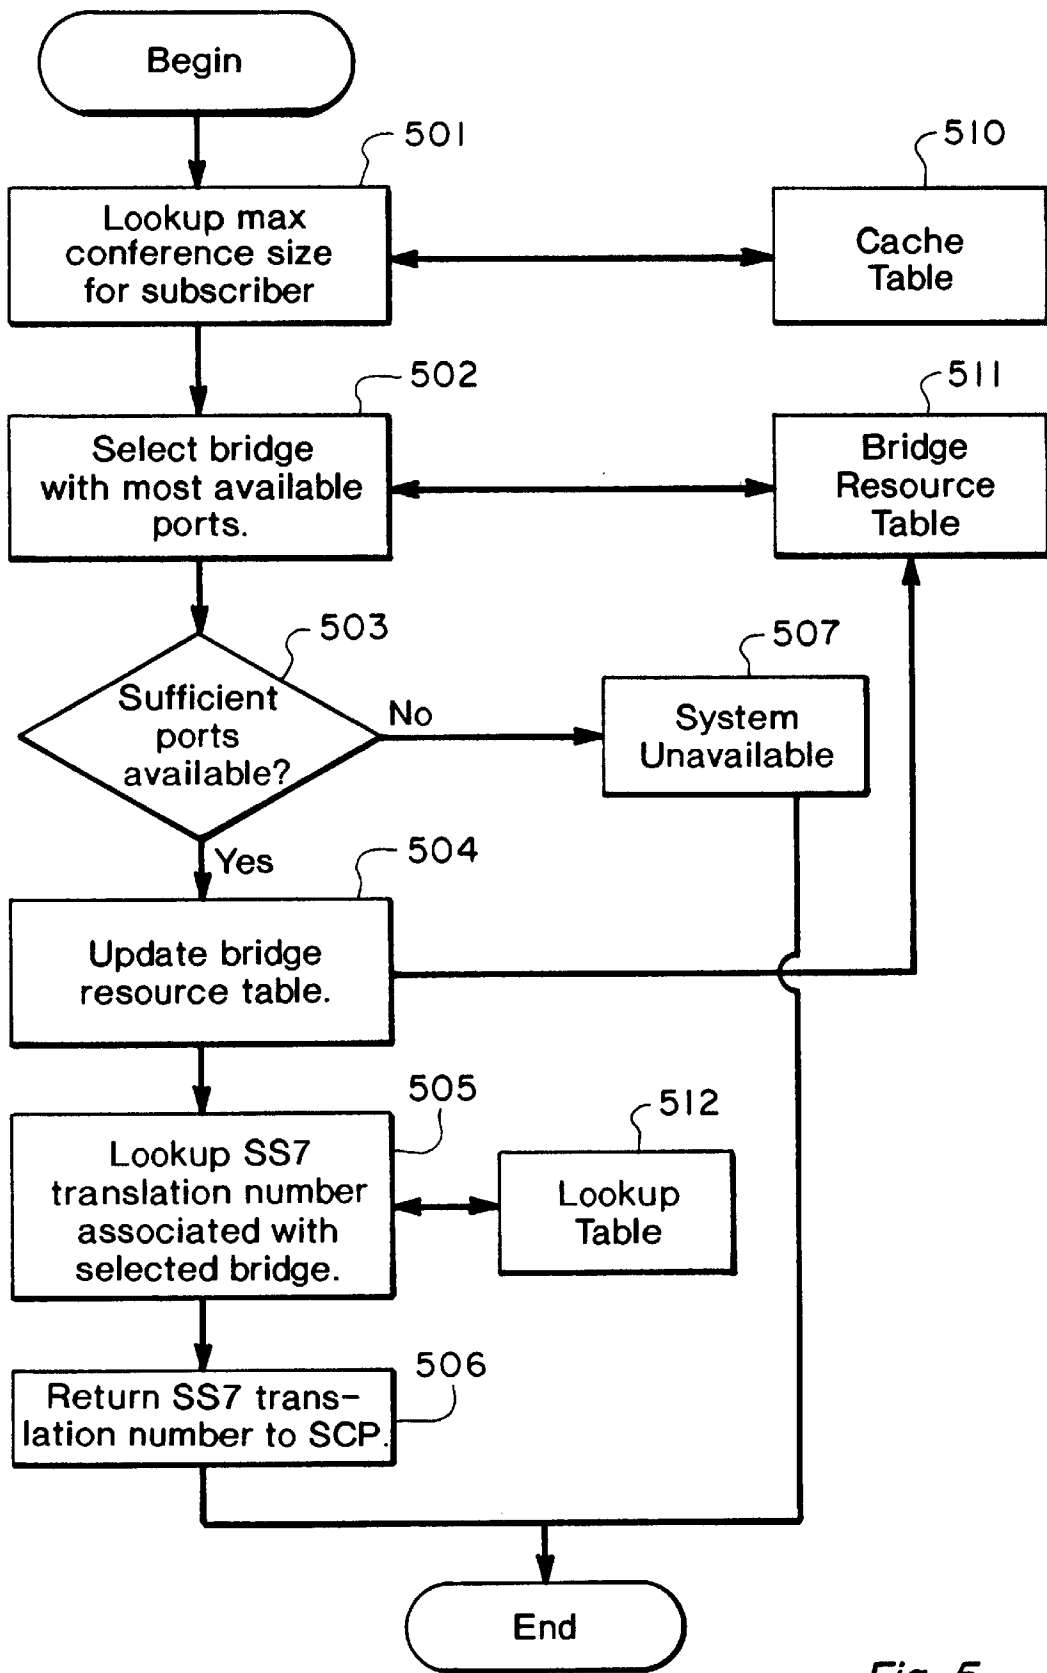 Begin
501
Lookup max
conference size
for subscriber
510
Cache
Table
502
Select bridge
with most available
ports.
511
Bridge
Resource
Table
503
Sufficient
ports
available?
No
507
System
Unavailable
Yes
504
Update bridge
resource table.
505
Lookup SS7
translation number
associated with
selected bridge.
512
Lookup
Table
506
Return SS7 trans-
lation number to SCP.
End
Fig. 5